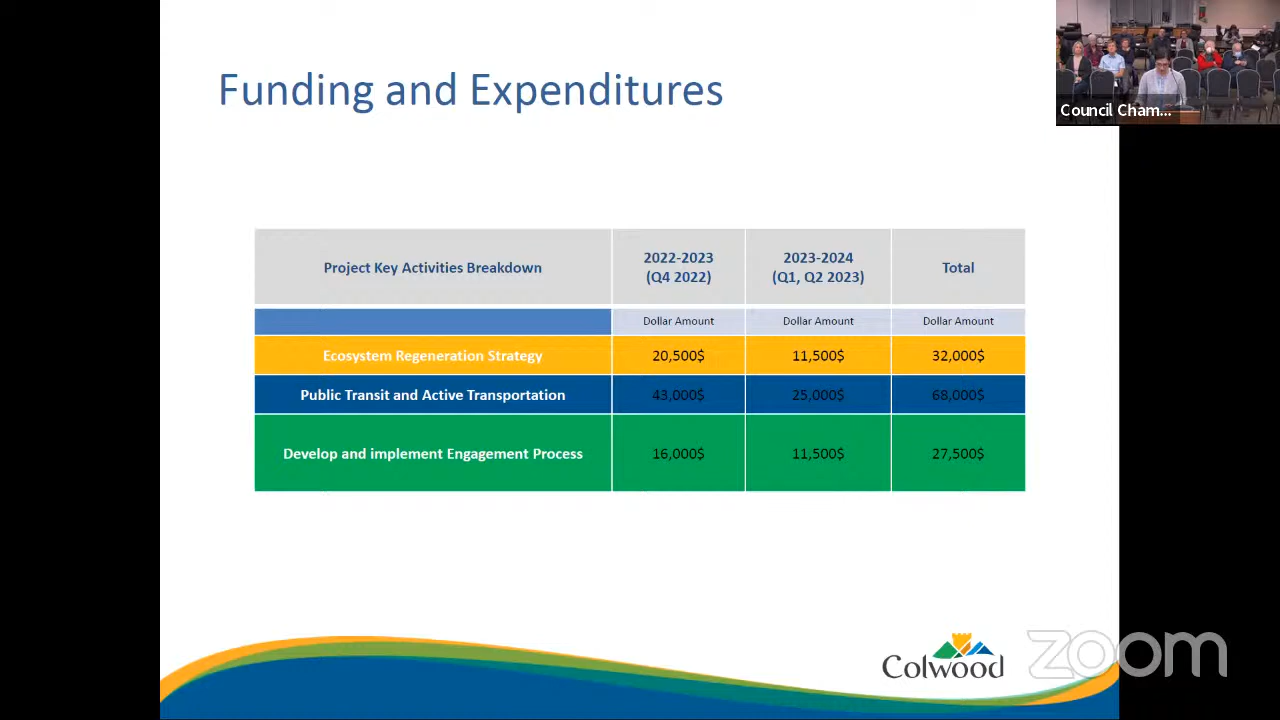 Funding and Expenditures
Council Cham...
Project Key Activities Breakdown
2022-2023
(Q4 2022)
2023-2024
(Q1, Q2 2023)
Total
Dollar Amount
Dollar Amount
Dollar Amount
Ecosystem Regeneration Strategy
20,500$
11,500$
32,000$
Public Transit and Active Transportation
43,000$
25,000$
68,000$
Develop and implement Engagement Process
16,000$
11,500$
27,500$
Colwood
zoom